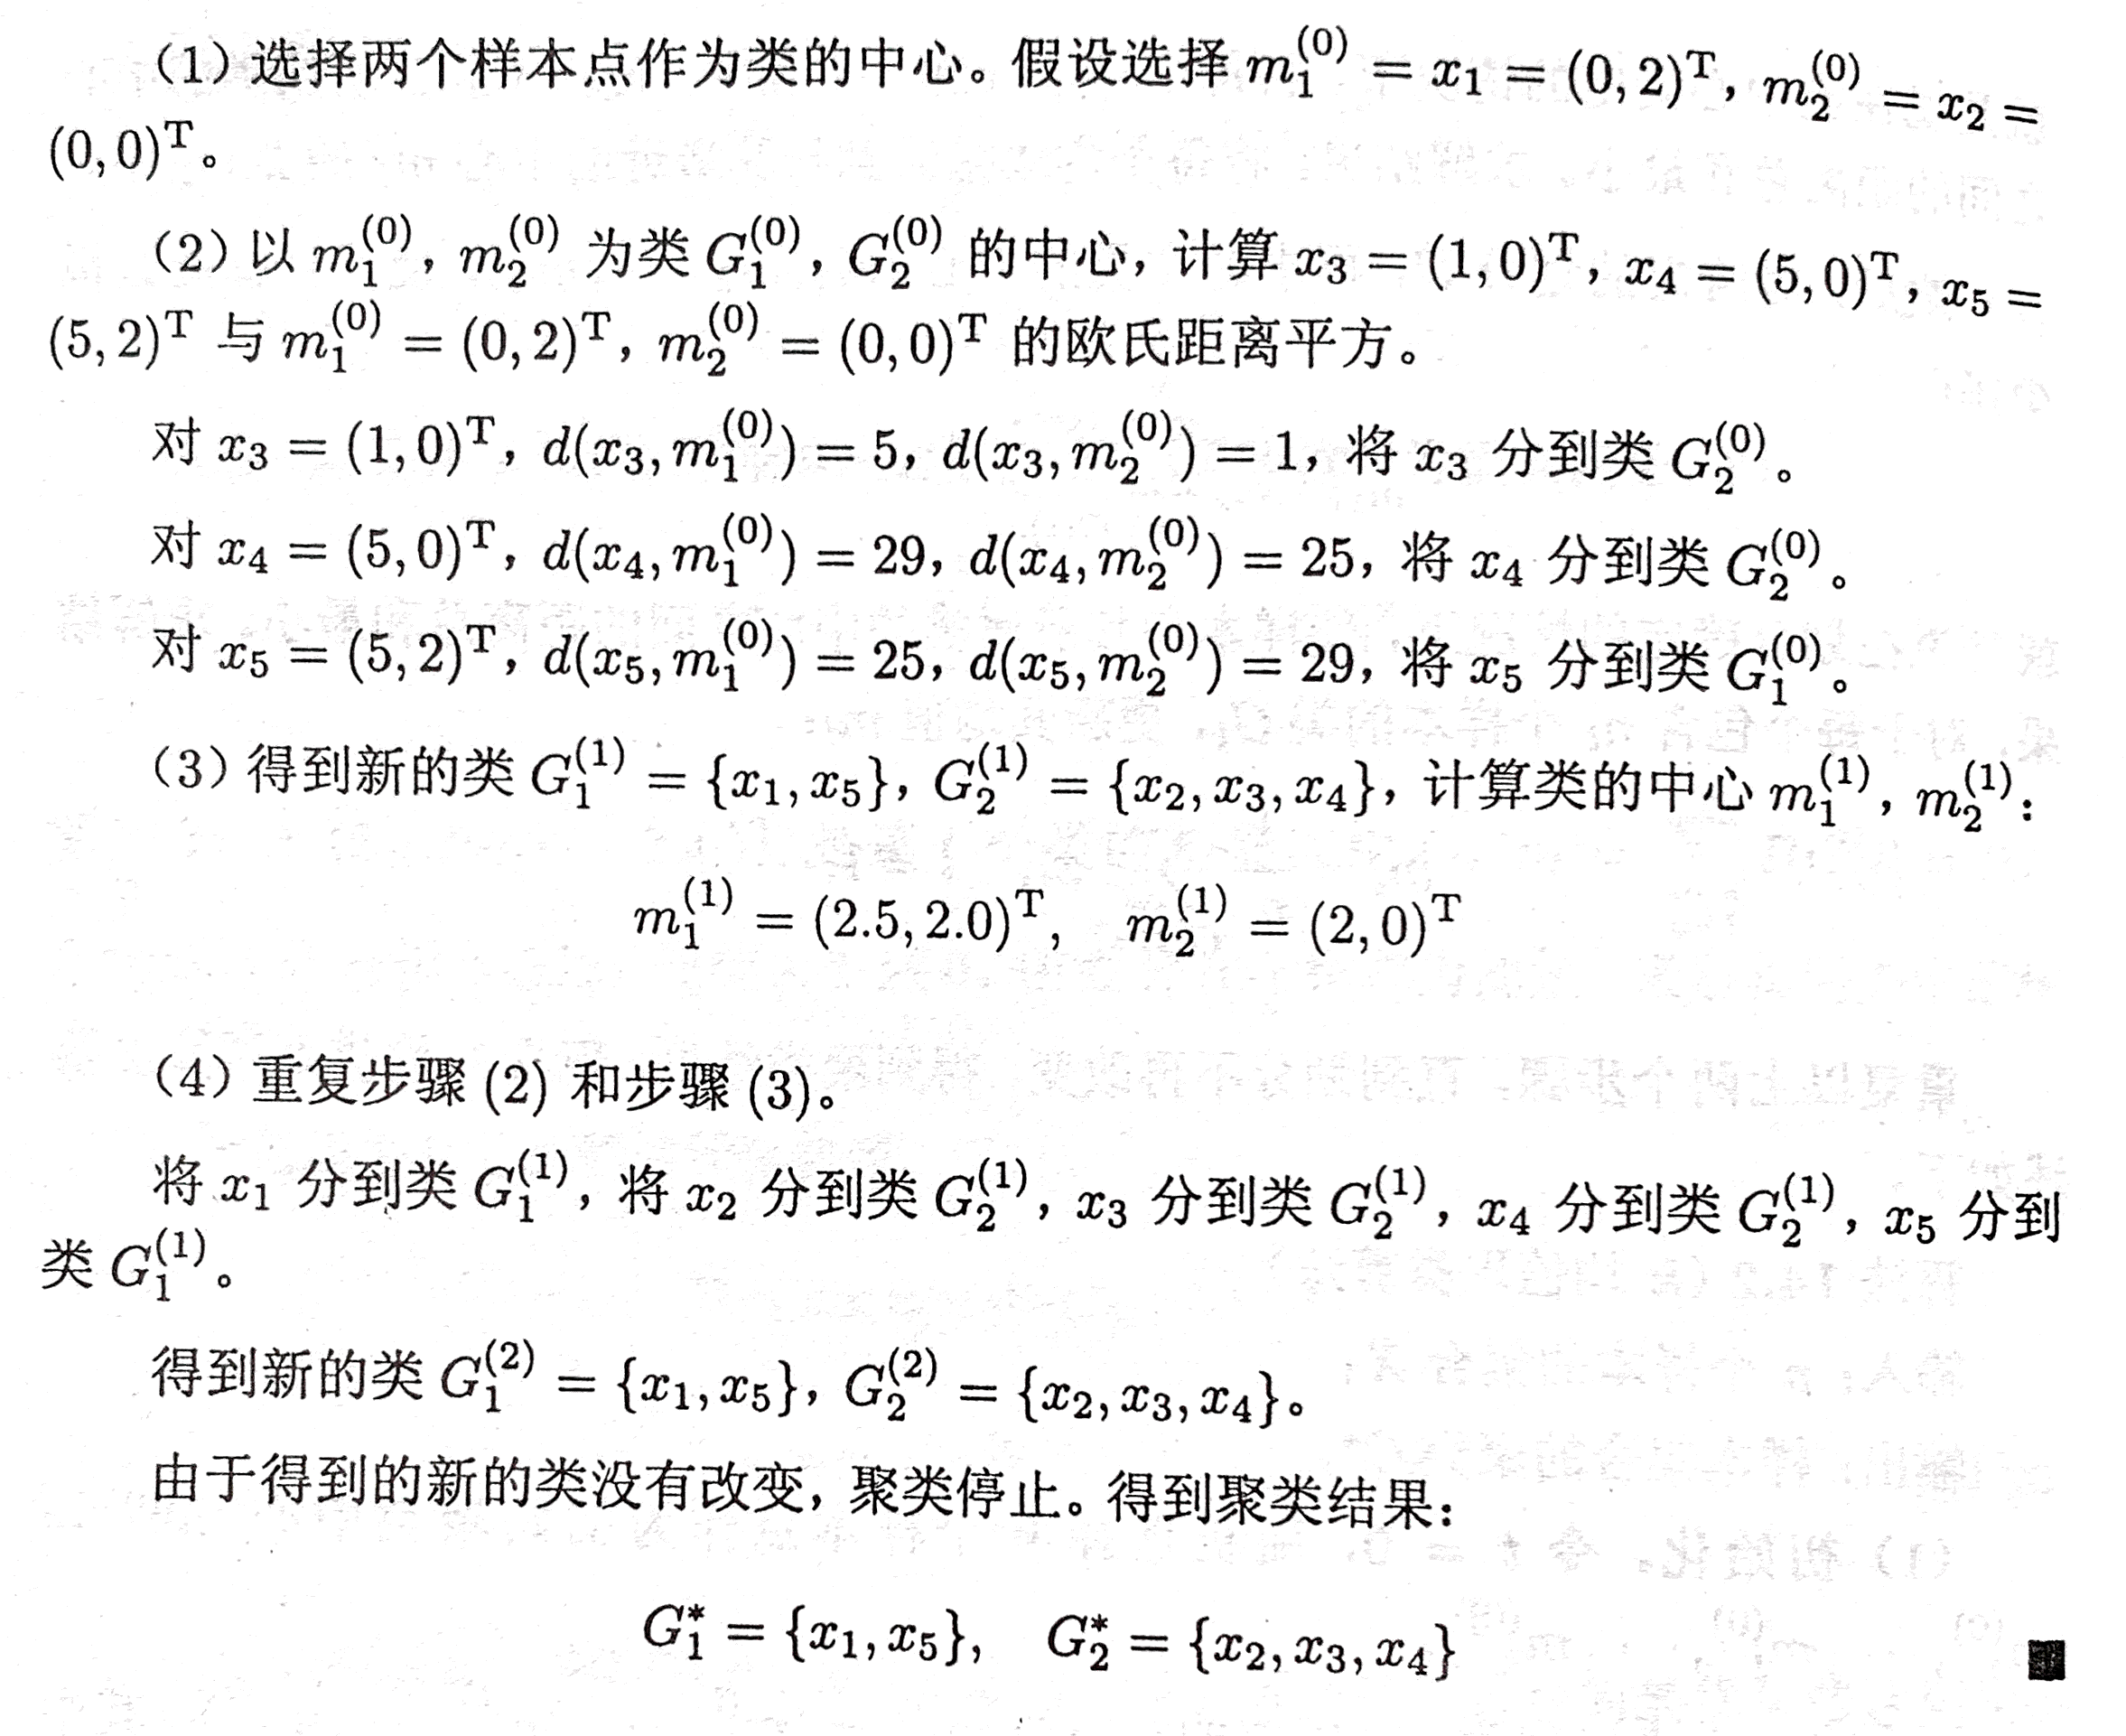 （1）选择两个样本点作为类的中心。假设选择 $m_1^{(0)} = x_1 = (0,2)^{\mathrm{T}}$，$m_2^{(0)} = x_2 =$
$(0,0)^{\mathrm{T}}$。
（2）以 $m_1^{(0)}$，$m_2^{(0)}$ 为类 $G_1^{(0)}$，$G_2^{(0)}$ 的中心，计算 $x_3 = (1,0)^{\mathrm{T}}$，$x_4 = (5,0)^{\mathrm{T}}$，$x_5 =$
$(5,2)^{\mathrm{T}}$ 与 $m_1^{(0)} = (0,2)^{\mathrm{T}}$，$m_2^{(0)} = (0,0)^{\mathrm{T}}$ 的欧氏距离平方。
对 $x_3 = (1,0)^{\mathrm{T}}$，$d(x_3, m_1^{(0)}) = 5$，$d(x_3, m_2^{(0)}) = 1$，将 $x_3$ 分到类 $G_2^{(0)}$。
对 $x_4 = (5,0)^{\mathrm{T}}$，$d(x_4, m_1^{(0)}) = 29$，$d(x_4, m_2^{(0)}) = 25$，将 $x_4$ 分到类 $G_2^{(0)}$。
对 $x_5 = (5,2)^{\mathrm{T}}$，$d(x_5, m_1^{(0)}) = 25$，$d(x_5, m_2^{(0)}) = 29$，将 $x_5$ 分到类 $G_1^{(0)}$。
（3）得到新的类 $G_1^{(1)} = \{x_1, x_5\}$，$G_2^{(1)} = \{x_2, x_3, x_4\}$，计算类的中心 $m_1^{(1)}$，$m_2^{(1)}$：
$m_1^{(1)} = (2.5, 2.0)^{\mathrm{T}}, \quad m_2^{(1)} = (2,0)^{\mathrm{T}}$
（4）重复步骤 (2) 和步骤 (3)。
将 $x_1$ 分到类 $G_1^{(1)}$，将 $x_2$ 分到类 $G_2^{(1)}$，$x_3$ 分到类 $G_2^{(1)}$，$x_4$ 分到类 $G_2^{(1)}$，$x_5$ 分到
类 $G_1^{(1)}$。
得到新的类 $G_1^{(2)} = \{x_1, x_5\}$，$G_2^{(2)} = \{x_2, x_3, x_4\}$。
由于得到的新的类没有改变，聚类停止。得到聚类结果：
$G_1^* = \{x_1, x_5\}, \quad G_2^* = \{x_2, x_3, x_4\}$